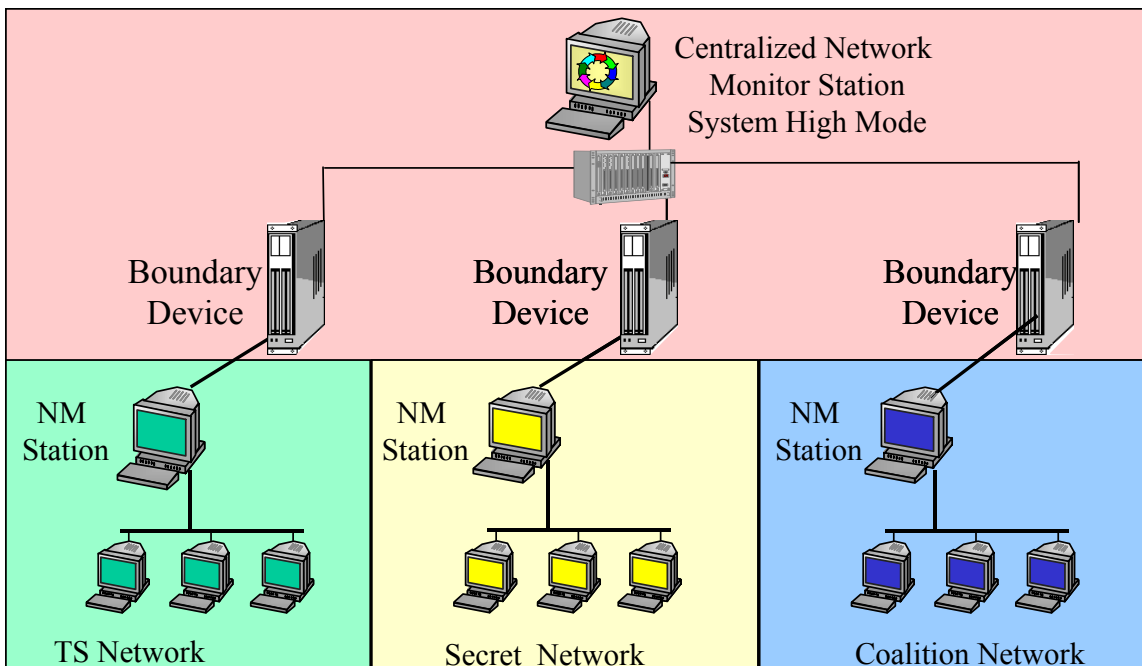 Centralized Network
Monitor Station
System High Mode
Boundary
Device
Boundary
Device
Boundary
Device
NM
Station
NM
Station
NM
Station
TS Network
Secret Network
Coalition Network